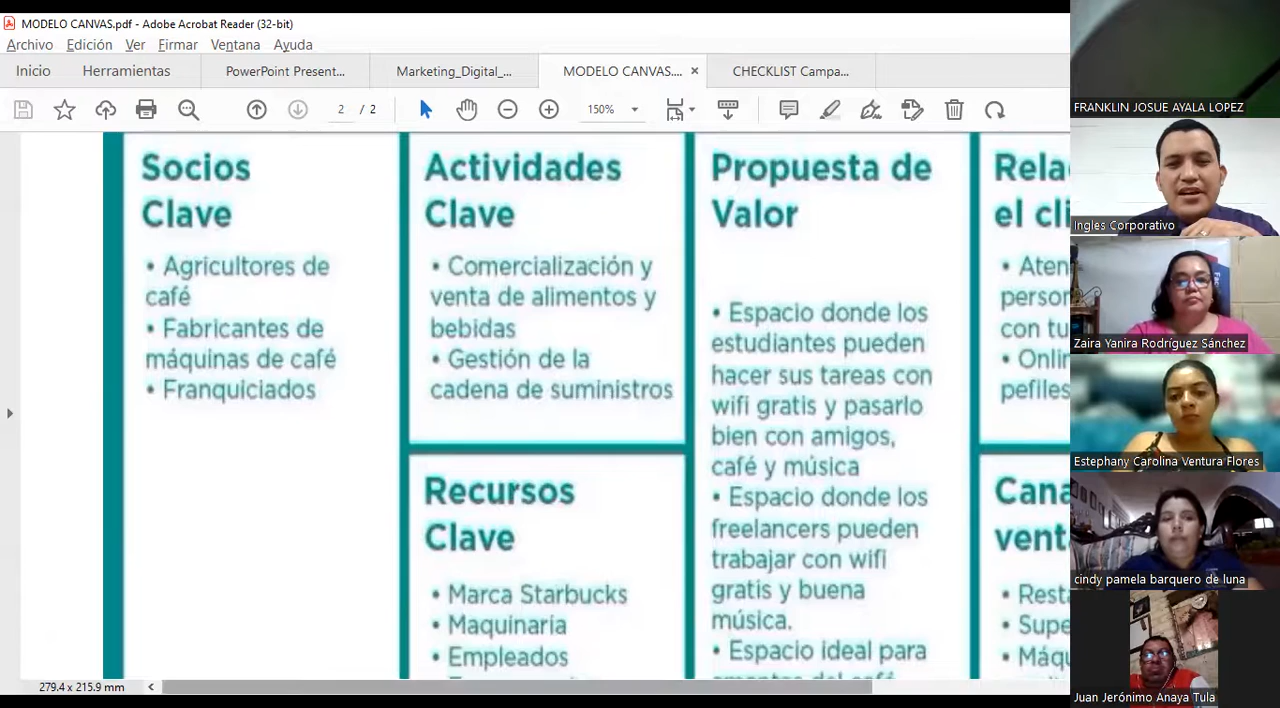 MODELO CANVAS.pdf - Adobe Acrobat Reader (32-bit)
Archivo Edición Ver Firmar Ventana Ayuda
Inicio Herramientas PowerPoint Present... Marketing_Digital_... MODELO CANVAS.... × CHECKLIST Campa...
2 / 2 150%
Socios
Clave
• Agricultores de
café
• Fabricantes de
máquinas de café
• Franquiciados
Actividades
Clave
• Comercialización y
venta de alimentos y
bebidas
• Gestión de la
cadena de suministros
Recursos
Clave
• Marca Starbucks
• Maquinaria
• Empleados
Propuesta de
Valor
• Espacio donde los
estudiantes pueden
hacer sus tareas con
wifi gratis y pasarlo
bien con amigos,
café y música
• Espacio donde los
freelancers pueden
trabajar con wifi
gratis y buena
música.
• Espacio ideal para
Rela
el cli
• Aten
person
con tu
• Onlin
pefiles
Cana
vent
• Resta
• Supe
• Máqu
279.4 x 215.9 mm
FRANKLIN JOSUE AYALA LOPEZ
Ingles Corporativo
Zaira Yanira Rodríguez Sánchez
Estephany Carolina Ventura Flores
cindy pamela barquero de luna
Juan Jerónimo Anaya Tula